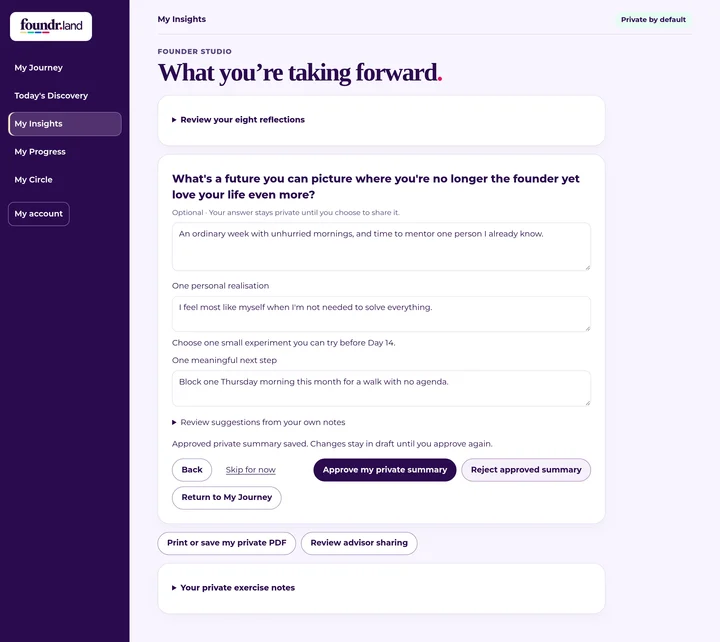 foundr.land
My Journey
Today's Discovery
My Insights
My Progress
My Circle
My account
My Insights
Private by default
FOUNDER STUDIO
What you’re taking forward.
Review your eight reflections
What's a future you can picture where you're no longer the founder yet
love your life even more?
Optional · Your answer stays private until you choose to share it.
An ordinary week with unhurried mornings, and time to mentor one person I already know.
One personal realisation
I feel most like myself when I'm not needed to solve everything.
Choose one small experiment you can try before Day 14.
One meaningful next step
Block one Thursday morning this month for a walk with no agenda.
Review suggestions from your own notes
Approved private summary saved. Changes stay in draft until you approve again.
Back
Skip for now
Approve my private summary
Reject approved summary
Return to My Journey
Print or save my private PDF
Review advisor sharing
Your private exercise notes